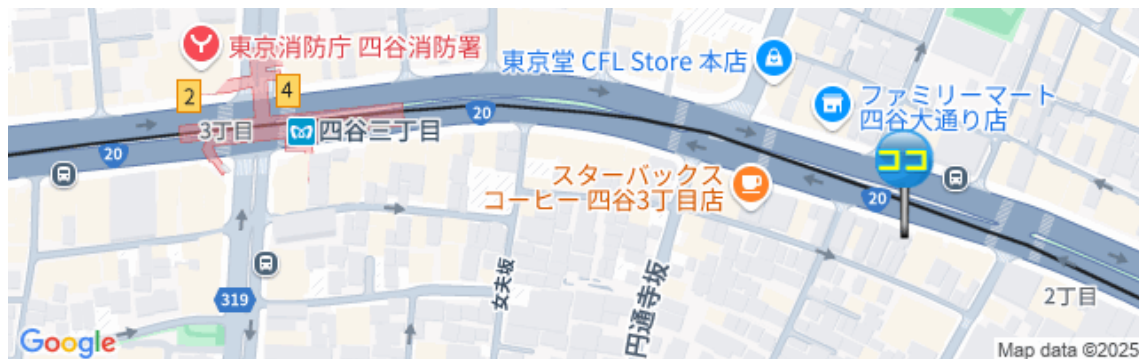 東京消防庁 四谷消防署
東京堂 CFL Store 本店
2
4
ファミリーマート
四谷大通り店
3丁目
四谷三丁目
20
20
ココ
スターバックス
コーヒー 四谷3丁目店
20
女夫坂
円通寺坂
319
2丁目
Google
Map data ©2025